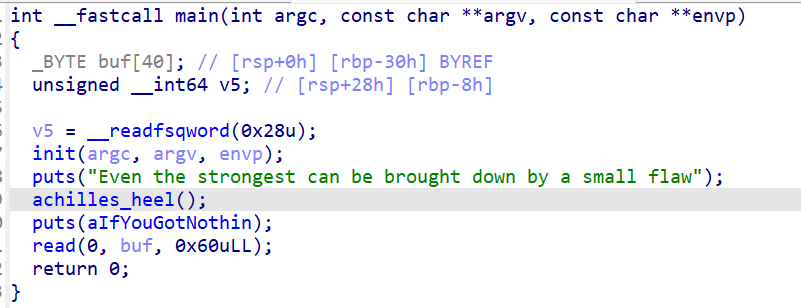 int __fastcall main(int argc, const char **argv, const char **envp)
{
_BYTE buf[40]; // [rsp+0h] [rbp-30h] BYREF
unsigned __int64 v5; // [rsp+28h] [rbp-8h]
v5 = __readfsqword(0x28u);
init(argc, argv, envp);
puts("Even the strongest can be brought down by a small flaw");
achilles_heel();
puts(aIfYouGotNothin);
read(0, buf, 0x60uLL);
return 0;
}